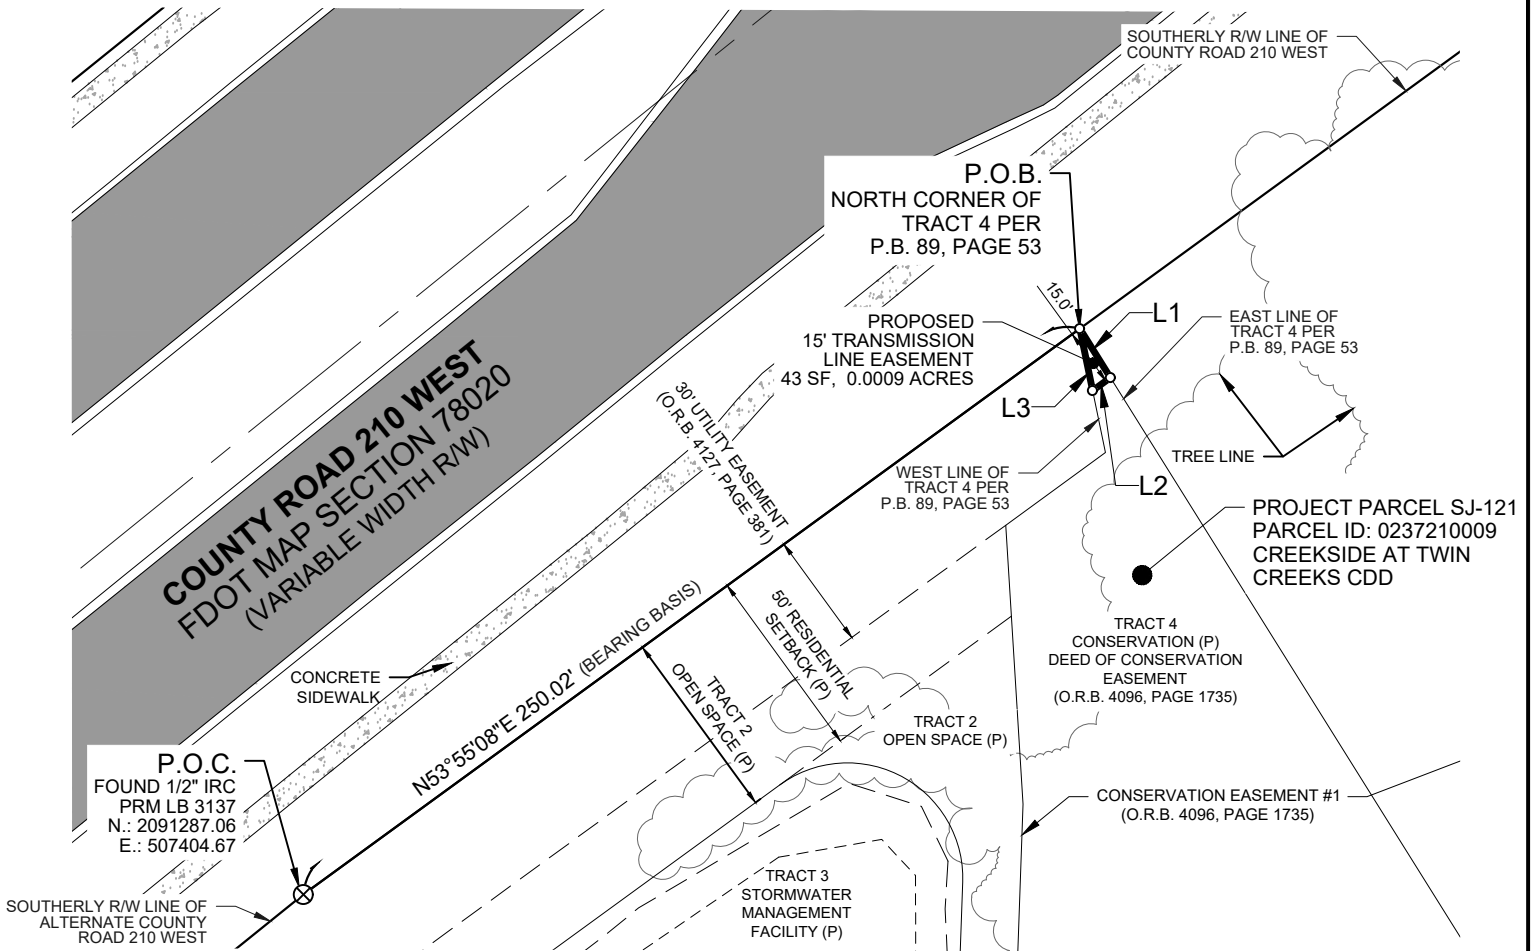 SOUTHERLY R/W LINE OF
COUNTY ROAD 210 WEST
P.O.B.
NORTH CORNER OF
TRACT 4 PER
P.B. 89, PAGE 53
15.0'
L1
PROPOSED
15' TRANSMISSION
LINE EASEMENT
43 SF, 0.0009 ACRES
EAST LINE OF
TRACT 4 PER
P.B. 89, PAGE 53
L3
COUNTY ROAD 210 WEST
FDOT MAP SECTION 78020
(VARIABLE WIDTH R/W)
30' UTILITY EASEMENT
(O.R.B. 4127, PAGE 381)
WEST LINE OF
TRACT 4 PER
P.B. 89, PAGE 53
L2
TREE LINE
PROJECT PARCEL SJ-121
PARCEL ID: 0237210009
CREEKSIDE AT TWIN
CREEKS CDD
50' RESIDENTIAL
SETBACK (P)
TRACT 4
CONSERVATION (P)
DEED OF CONSERVATION
EASEMENT
(O.R.B. 4096, PAGE 1735)
CONCRETE
SIDEWALK
N53°55'08"E 250.02' (BEARING BASIS)
TRACT 2
OPEN SPACE (P)
TRACT 2
OPEN SPACE (P)
P.O.C.
FOUND 1/2" IRC
PRM LB 3137
N.: 2091287.06
E.: 507404.67
CONSERVATION EASEMENT #1
(O.R.B. 4096, PAGE 1735)
TRACT 3
STORMWATER
MANAGEMENT
FACILITY (P)
SOUTHERLY R/W LINE OF
ALTERNATE COUNTY
ROAD 210 WEST